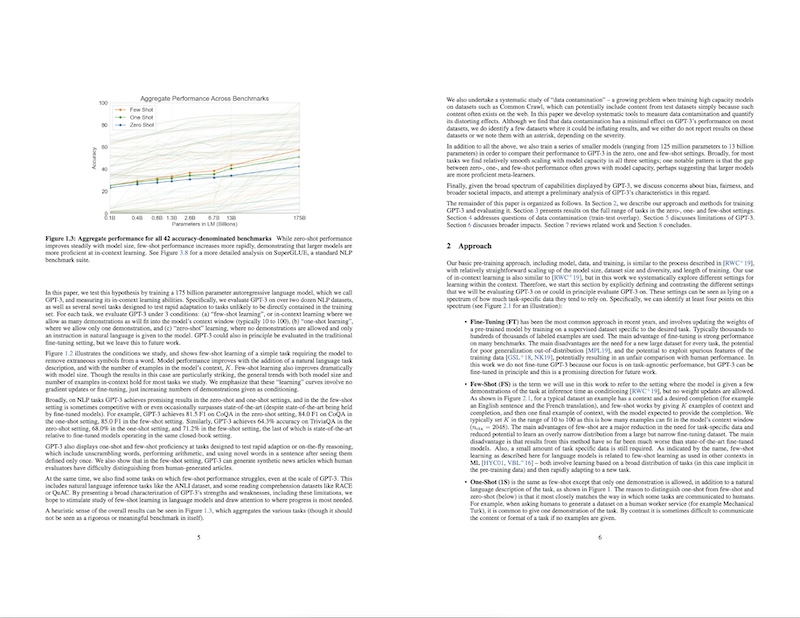 Aggregate Performance Across Benchmarks
100
80
60
40
20
0
Accuracy
Few Shot
One Shot
Zero Shot
0.1B 0.4B 0.8B 1.3B 2.6B 6.7B 13B 175B
Parameters in LM (Billions)
Figure 1.3: Aggregate performance for all 42 accuracy-denominated benchmarks While zero-shot performance
improves steadily with model size, few-shot performance increases more rapidly, demonstrating that larger models are
more proficient at in-context learning. See Figure 3.8 for a more detailed analysis on SuperGLUE, a standard NLP
benchmark suite.
In this paper, we test this hypothesis by training a 175 billion parameter autoregressive language model, which we call
GPT-3, and measuring its in-context learning abilities. Specifically, we evaluate GPT-3 on over two dozen NLP datasets,
as well as several novel tasks designed to test rapid adaptation to tasks unlikely to be directly contained in the training
set. For each task, we evaluate GPT-3 under 3 conditions: (a) “few-shot learning”, or in-context learning where we
allow as many demonstrations as will fit into the model’s context window (typically 10 to 100), (b) “one-shot learning”,
where we allow only one demonstration, and (c) “zero-shot” learning, where no demonstrations are allowed and only
an instruction in natural language is given to the model. GPT-3 could also in principle be evaluated in the traditional
fine-tuning setting, but we leave this to future work.
Figure 1.2 illustrates the conditions we study, and shows few-shot learning of a simple task requiring the model to
remove extraneous symbols from a word. Model performance improves with the addition of a natural language task
description, and with the number of examples in the model’s context, K. Few-shot learning also improves dramatically
with model size. Though the results in this case are particularly striking, the general trends with both model size and
number of examples in-context hold for most tasks we study. We emphasize that these “learning” curves involve no
gradient updates or fine-tuning, just increasing numbers of demonstrations given as conditioning.
Broadly, on NLP tasks GPT-3 achieves promising results in the zero-shot and one-shot settings, and in the the few-shot
setting is sometimes competitive with or even occasionally surpasses state-of-the-art (despite state-of-the-art being held
by fine-tuned models). For example, GPT-3 achieves 81.5 F1 on CoQA in the zero-shot setting, 84.0 F1 on CoQA in
the one-shot setting, 85.0 F1 in the few-shot setting. Similarly, GPT-3 achieves 64.3% accuracy on TriviaQA in the
zero-shot setting, 68.0% in the one-shot setting, and 71.2% in the few-shot setting, the last of which is state-of-the-art
relative to fine-tuned models operating in the same closed-book setting.
GPT-3 also displays one-shot and few-shot proficiency at tasks designed to test rapid adaption or on-the-fly reasoning,
which include unscrambling words, performing arithmetic, and using novel words in a sentence after seeing them
defined only once. We also show that in the few-shot setting, GPT-3 can generate synthetic news articles which human
evaluators have difficulty distinguishing from human-generated articles.
At the same time, we also find some tasks on which few-shot performance struggles, even at the scale of GPT-3. This
includes natural language inference tasks like the ANLI dataset, and some reading comprehension datasets like RACE
or QuAC. By presenting a broad characterization of GPT-3’s strengths and weaknesses, including these limitations, we
hope to stimulate study of few-shot learning in language models and draw attention to where progress is most needed.
A heuristic sense of the overall results can be seen in Figure 1.3, which aggregates the various tasks (though it should
not be seen as a rigorous or meaningful benchmark in itself).
5
We also undertake a systematic study of “data contamination” – a growing problem when training high capacity models
on datasets such as Common Crawl, which can potentially include content from test datasets simply because such
content often exists on the web. In this paper we develop systematic tools to measure data contamination and quantify
its distorting effects. Although we find that data contamination has a minimal effect on GPT-3’s performance on most
datasets, we do identify a few datasets where it could be inflating results, and we either do not report results on these
datasets or we note them with an asterisk, depending on the severity.
In addition to all the above, we also train a series of smaller models (ranging from 125 million parameters to 13 billion
parameters) in order to compare their performance to GPT-3 in the zero, one and few-shot settings. Broadly, for most
tasks we find relatively smooth scaling with model capacity in all three settings; one notable pattern is that the gap
between zero-, one-, and few-shot performance often grows with model capacity, perhaps suggesting that larger models
are more proficient meta-learners.
Finally, given the broad spectrum of capabilities displayed by GPT-3, we discuss concerns about bias, fairness, and
broader societal impacts, and attempt a preliminary analysis of GPT-3’s characteristics in this regard.
The remainder of this paper is organized as follows. In Section 2, we describe our approach and methods for training
GPT-3 and evaluating it. Section 3 presents results on the full range of tasks in the zero-, one- and few-shot settings.
Section 4 addresses questions of data contamination (train-test overlap). Section 5 discusses limitations of GPT-3.
Section 6 discusses broader impacts. Section 7 reviews related work and Section 8 concludes.
2 Approach
Our basic pre-training approach, including model, data, and training, is similar to the process described in [RWC+19],
with relatively straightforward scaling up of the model size, dataset size and diversity, and length of training. Our use
of in-context learning is also similar to [RWC+19], but in this work we systematically explore different settings for
learning within the context. Therefore, we start this section by explicitly defining and contrasting the different settings
that we will be evaluating GPT-3 on or could in principle evaluate GPT-3 on. These settings can be seen as lying on a
spectrum of how much task-specific data they tend to rely on. Specifically, we can identify at least four points on this
spectrum (see Figure 2.1 for an illustration):
• Fine-Tuning (FT) has been the most common approach in recent years, and involves updating the weights of
a pre-trained model by training on a supervised dataset specific to the desired task. Typically thousands to
hundreds of thousands of labeled examples are used. The main advantage of fine-tuning is strong performance
on many benchmarks. The main disadvantages are the need for a new large dataset for every task, the potential
for poor generalization out-of-distribution [MPL19], and the potential to exploit spurious features of the
training data [GSL+18, NK19], potentially resulting in an unfair comparison with human performance. In
this work we do not fine-tune GPT-3 because our focus is on task-agnostic performance, but GPT-3 can be
fine-tuned in principle and this is a promising direction for future work.
• Few-Shot (FS) is the term we will use in this work to refer to the setting where the model is given a few
demonstrations of the task at inference time as conditioning [RWC+19], but no weight updates are allowed.
As shown in Figure 2.1, for a typical dataset an example has a context and a desired completion (for example
an English sentence and the French translation), and few-shot works by giving K examples of context and
completion, and then one final example of context, with the model expected to provide the completion. We
typically set K in the range of 10 to 100 as this is how many examples can fit in the model’s context window
(nctx = 2048). The main advantages of few-shot are a major reduction in the need for task-specific data and
reduced potential to learn an overly narrow distribution from a large but narrow fine-tuning dataset. The main
disadvantage is that results from this method have so far been much worse than state-of-the-art fine-tuned
models. Also, a small amount of task specific data is still required. As indicated by the name, few-shot
learning as described here for language models is related to few-shot learning as used in other contexts in
ML [HYC01, VBL+16] – both involve learning based on a broad distribution of tasks (in this case implicit in
the pre-training data) and then rapidly adapting to a new task.
• One-Shot (1S) is the same as few-shot except that only one demonstration is allowed, in addition to a natural
language description of the task, as shown in Figure 1. The reason to distinguish one-shot from few-shot and
zero-shot (below) is that it most closely matches the way in which some tasks are communicated to humans.
For example, when asking humans to generate a dataset on a human worker service (for example Mechanical
Turk), it is common to give one demonstration of the task. By contrast it is sometimes difficult to communicate
the content or format of a task if no examples are given.
6